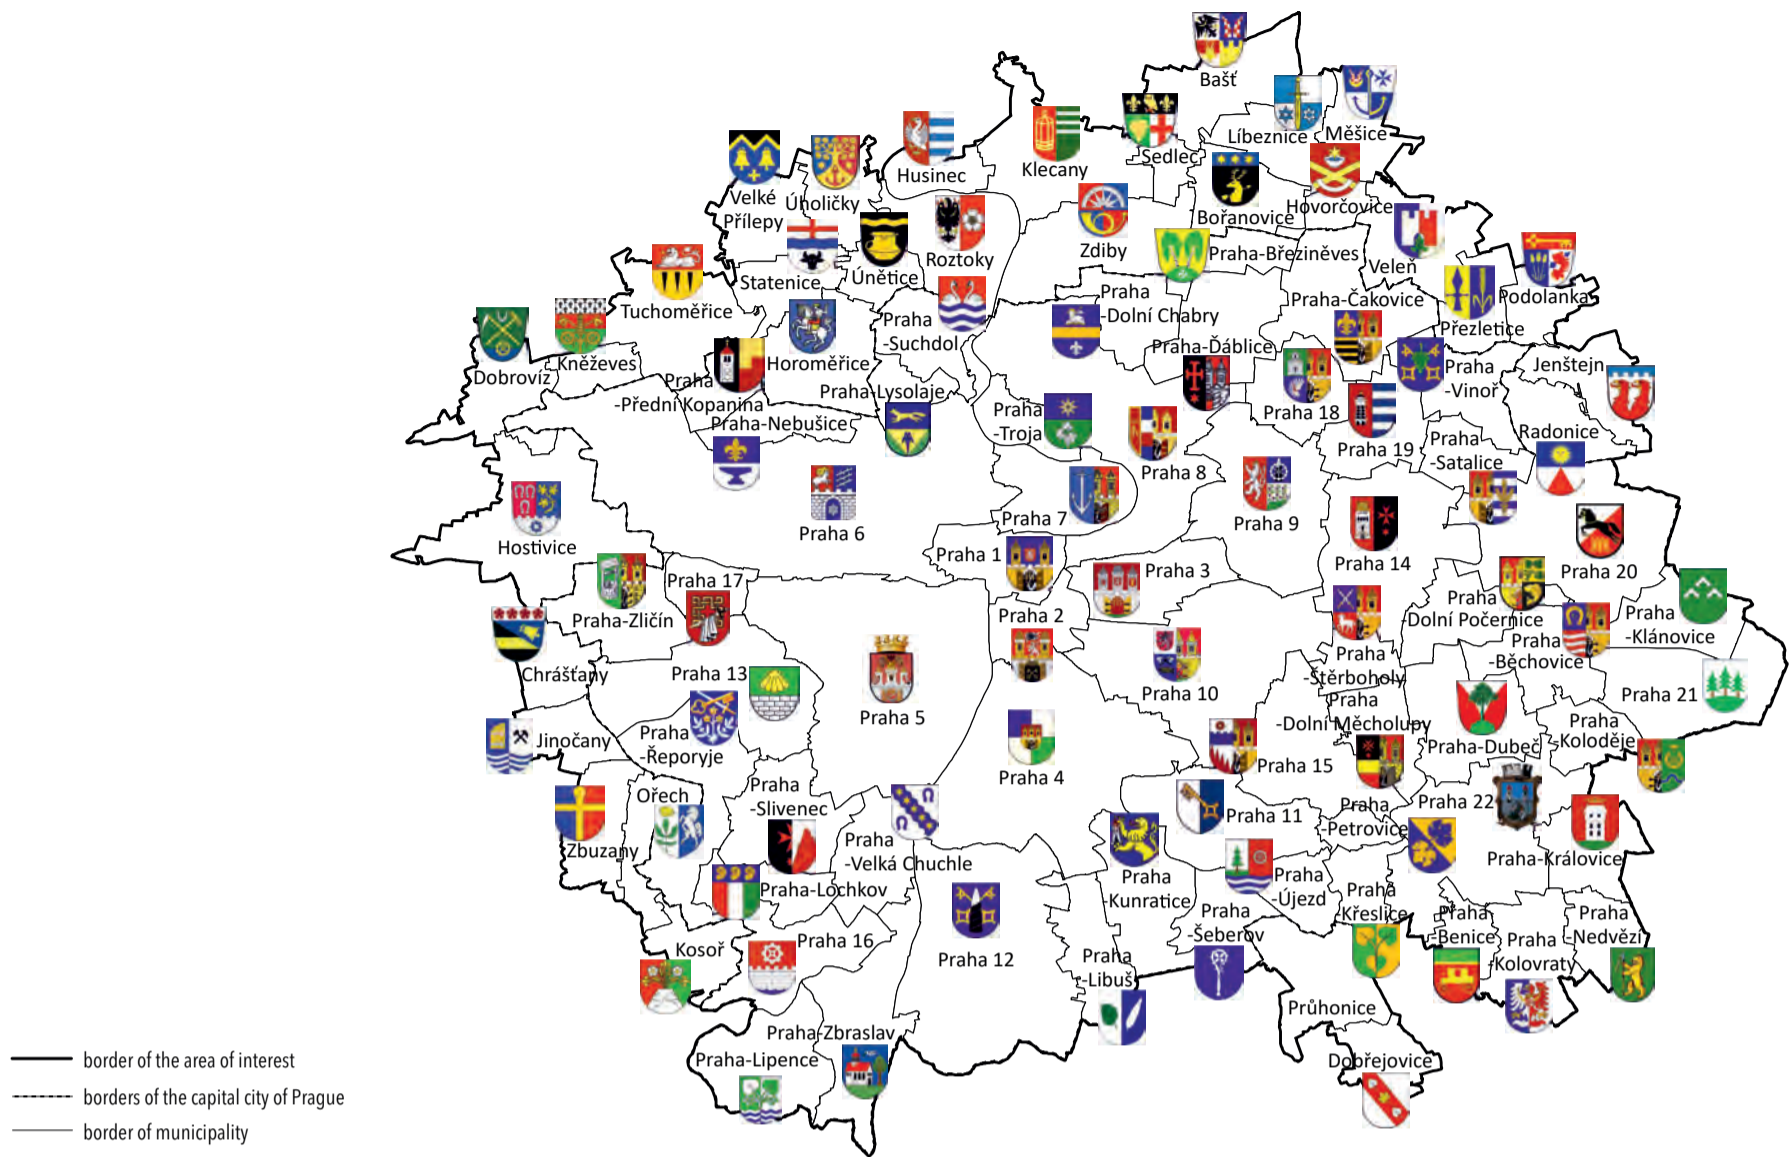 Bašť
Líbeznice
Měšice
Sedlec
Klecany
Husinec
Velké
Přílepy
Úholičky
Bořanovice
Hovorčovice
Zdiby
Roztoky
Praha-Březiněves
Veleň
Statenice
Únětice
Podolanka
Tuchoměřice
Praha
-Dolní Chabry
Praha-Čakovice
Přezletice
Praha
-Suchdol
Praha-Ďáblice
Dobrovíz
Kněževes
Horoměřice
Jenštejn
Praha
-Vinoř
Praha
-Přední Kopanina
Praha-Lysolaje
Praha-Nebušice
Praha
-Troja
Praha 18
Praha 19
Praha
-Satalice
Radonice
Praha 8
Praha 6
Praha 7
Praha 9
Hostivice
Praha 1
Praha 3
Praha 14
Praha 20
Praha 17
Praha-Zličín
Praha 2
Praha
Dolní Počernice
Praha
-Běchovice
Praha
-Klánovice
Chrášťany
Praha 13
Praha 5
Praha 10
Praha
-Štěrboholy
Praha 21
Praha
-Dolní Měcholupy
Jinočany
Praha
-Řeporyje
Praha 4
Praha 15
Praha-Dubeč
Praha
Koloděje
Ořech
Praha
-Slivenec
Praha 11
Praha
-Petrovice
Praha 22
Zbuzany
Praha
-Velká Chuchle
Praha-Královice
Praha-Lochkov
Praha
-Kunratice
Praha
-Újezd
Praha
-Křeslice
Praha
-Šeberov
Praha-
-Benice
Praha
-Kolovraty
Praha
Nedvězí
Kosoř
Praha 16
Praha 12
Praha
-Libuš
Průhonice
Praha-Zbraslav
Praha-Lipence
Dobřejovice
border of the area of interest
borders of the capital city of Prague
border of municipality